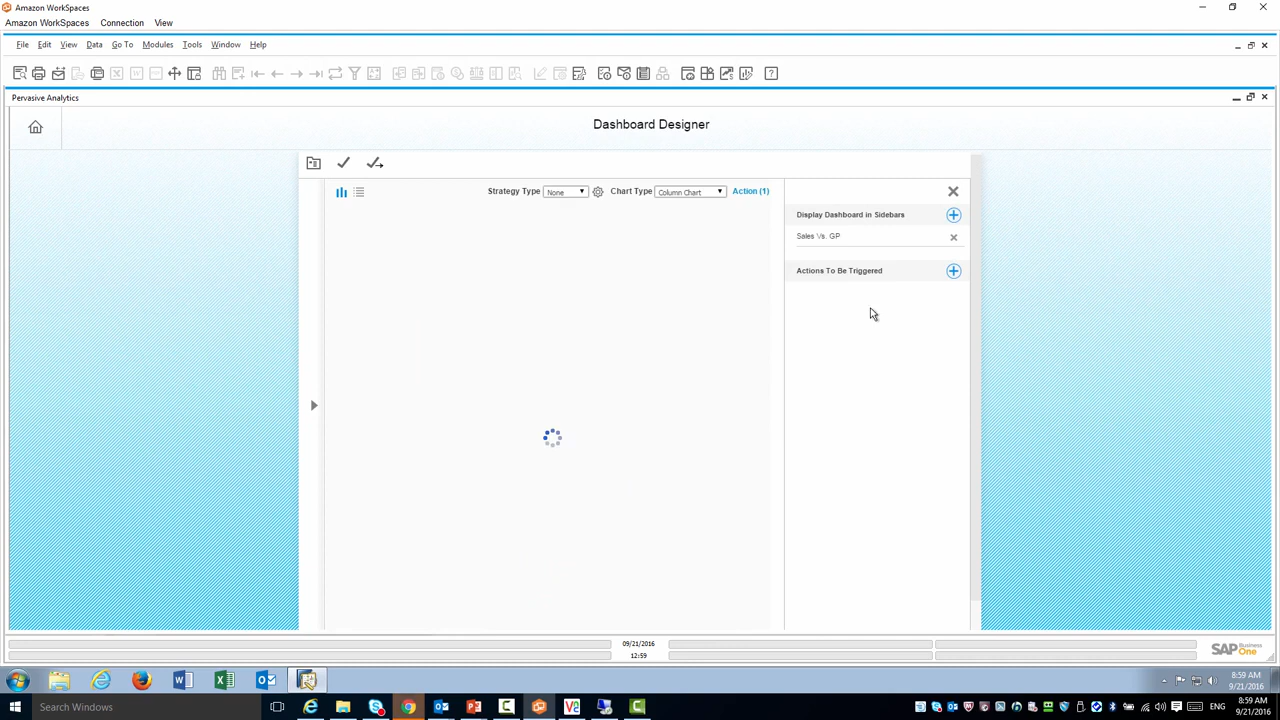 Amazon WorkSpaces
Amazon WorkSpaces Connection View
File Edit View Data Go To Modules Tools Window Help
Pervasive Analytics
Dashboard Designer
Strategy Type None Chart Type Column Chart Action (1)
Display Dashboard in Sidebars
Sales Vs. GP
Actions To Be Triggered
09/21/2016
12:59
SAP Business One
8:59 AM
9/21/2016
Search Windows
ENG
8:59 AM
9/21/2016